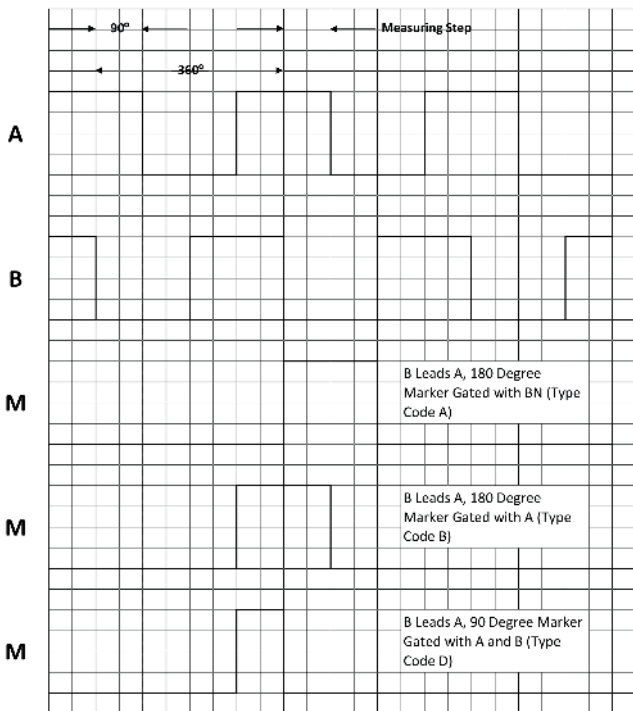 90° Measuring Step
360°
A
B
M
B Leads A, 180 Degree
Marker Gated with BN (Type
Code A)
M
B Leads A, 180 Degree
Marker Gated with A (Type
Code B)
M
B Leads A, 90 Degree Marker
Gated with A and B (Type
Code D)